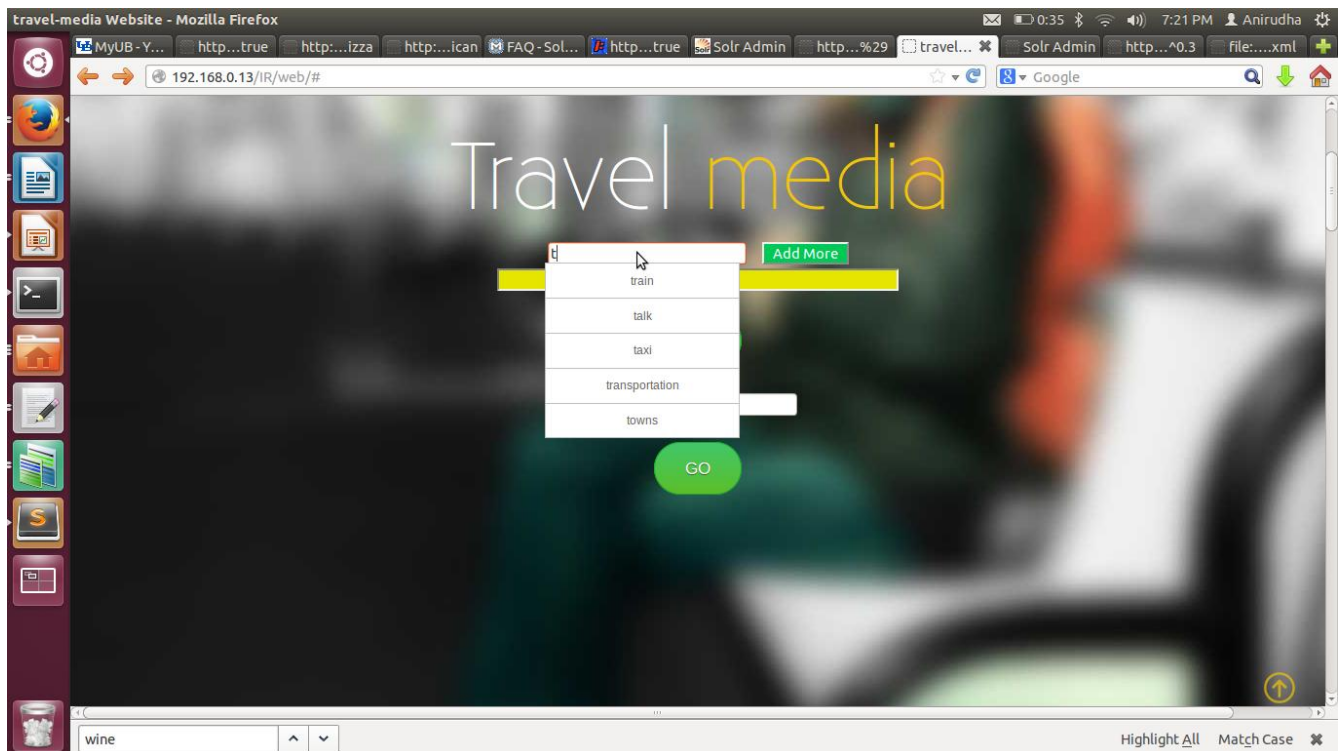 travel-media Website - Mozilla Firefox 0:35 7:21 PM Anirudha
MyUB - Y... http...true http:...izza http:...ican FAQ - Sol... http...true Solr Admin http...%29 travel... Solr Admin http...^0.3 file:....xml
192.168.0.13/IR/web/# Google
Travel media
t Add More
train
talk
taxi
transportation
towns
GO
wine Highlight All Match Case